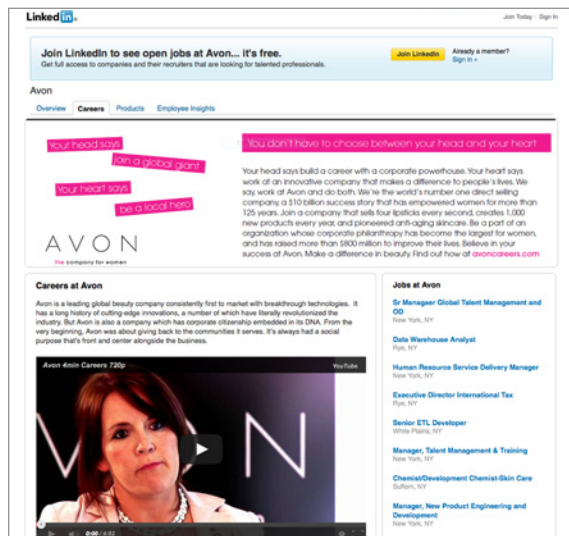 Linked in
Join Today · Sign In
Join LinkedIn to see open jobs at Avon... it's free.
Get full access to companies and their recruiters that are looking for talented professionals.
Join LinkedIn
Already a member?
Sign in »
Avon
Overview Careers Products Employee Insights
Your head says
join a global giant
Your heart says
be a local hero
AVON
the company for women
You don't have to choose between your head and your heart
Your head says build a career with a corporate powerhouse. Your heart says
work at an innovative company that makes a difference to people's lives. We
say, work at Avon and do both. We're the world's number one direct selling
company, a $10 billion success story that has empowered women for more than
125 years. Join a company that sells four lipsticks every second, creates 1,000
new products every year, and pioneered anti-aging skincare. Be a part of an
organization whose corporate philanthropy has become the largest for women,
and has raised more than $800 million to improve their lives. Believe in your
success at Avon. Make a difference in beauty. Find out how at avoncareers.com
Careers at Avon
Avon is a leading global beauty company consistently first to market with breakthrough technologies. It
has a long history of cutting-edge innovations, a number of which have literally revolutionized the
industry. But Avon is also a company which has corporate citizenship embedded in its DNA. From the
very beginning, Avon was about giving back to the communities it serves. It's always had a social
purpose that's front and center alongside the business.
Avon 4min Careers 720p
YouTube
AVON
0:00 / 4:52
Jobs at Avon
Sr Managaer Global Talent Management and
OD
New York, NY
Data Warehouse Analyst
Rye, NY
Human Resource Service Delivery Manager
New York, NY
Executive Director International Tax
Rye, NY
Senior ETL Developer
White Plains, NY
Manager, Talent Management & Training
New York, NY
Chemist/Development Chemist-Skin Care
Suffern, NY
Manager, New Product Engineering and
Development
New York, NY